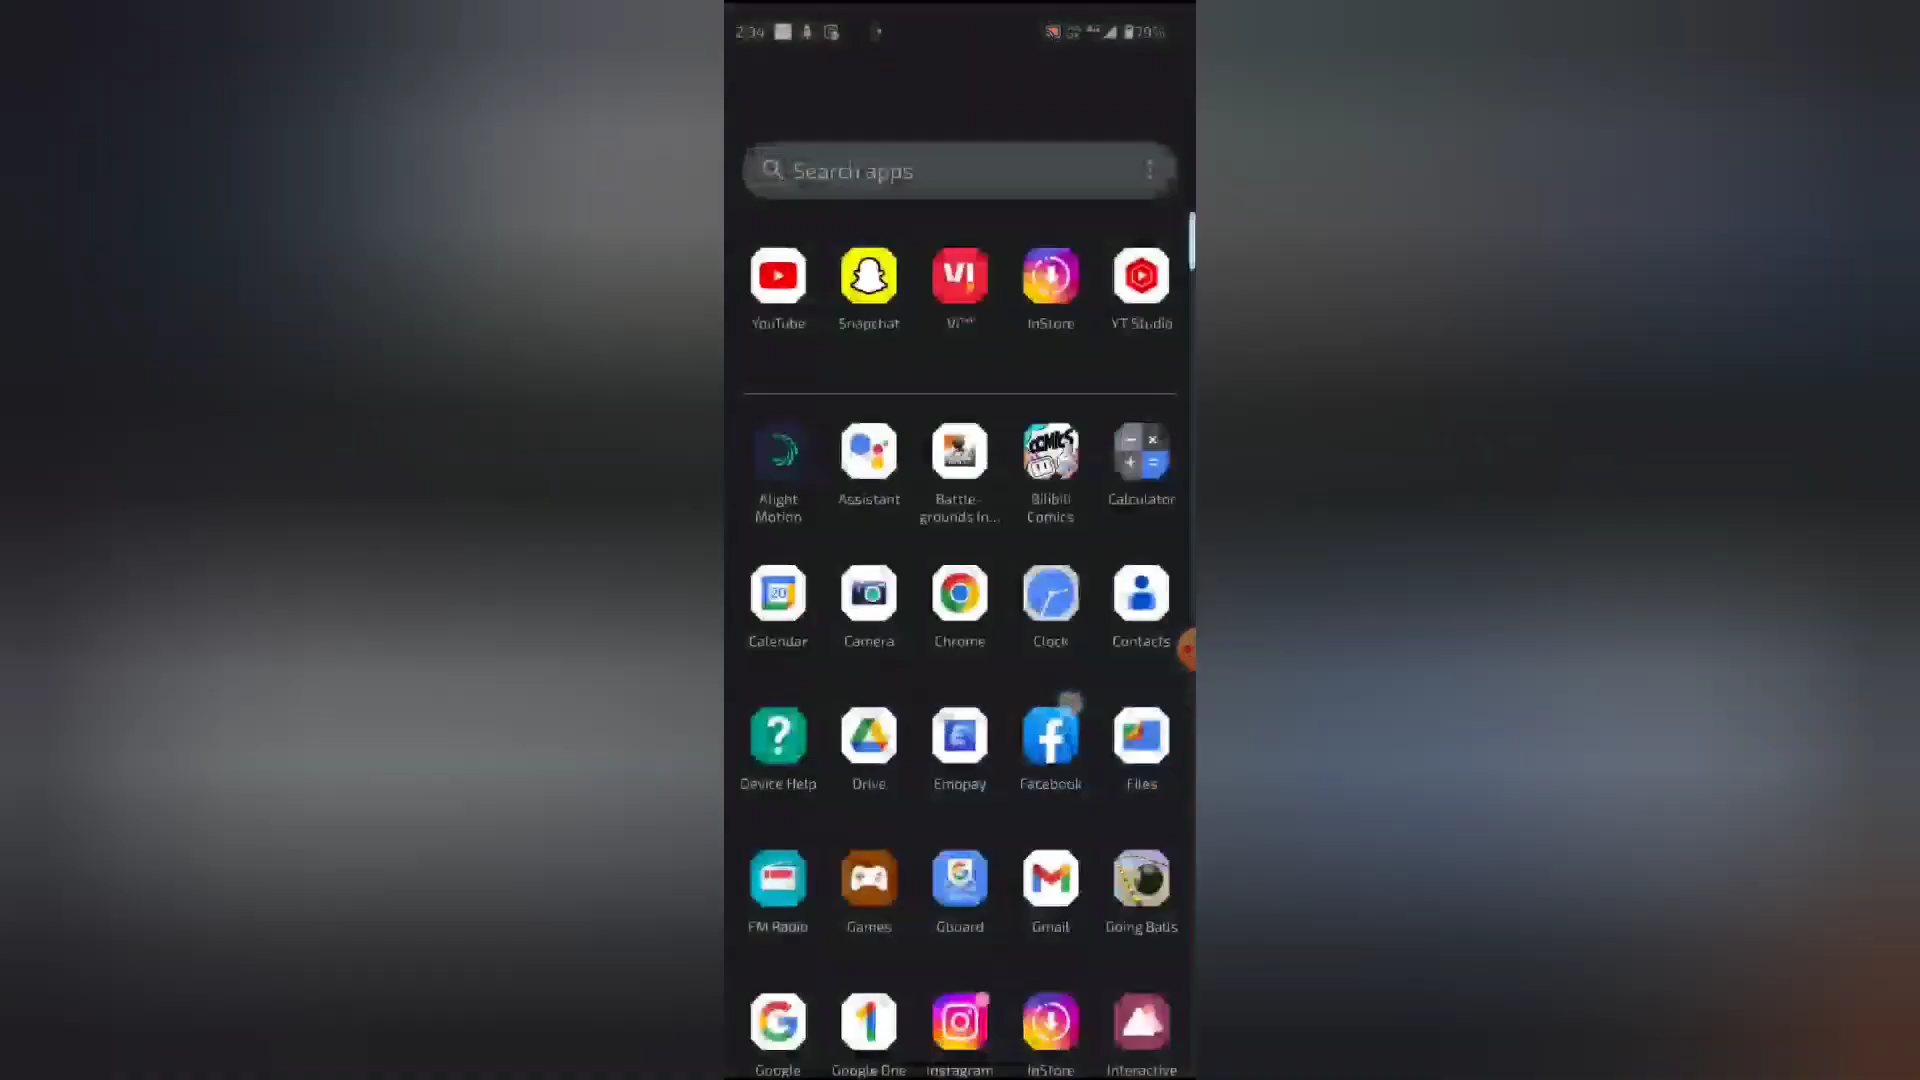 2:34
79%
Search apps
YouTube
Snapchat
Vi
InStore
YT Studio
Alight
Motion
Assistant
Battle-
grounds In...
Bilibili
Comics
Calculator
COMICS
20
Calendar
Camera
Chrome
Clock
Contacts
Device Help
Drive
Emopay
Facebook
Files
FM Radio
Games
Gboard
Gmail
Going Balls
Google
Google One
Instagram
InStore
Interactive